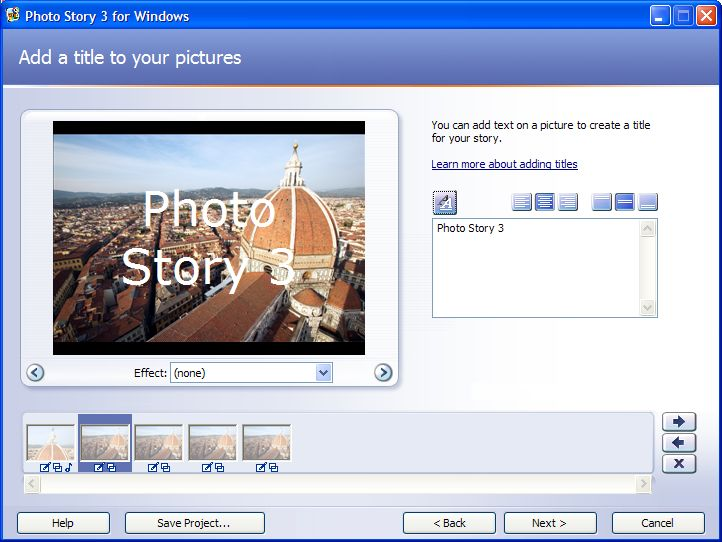 Photo Story 3 for Windows
Add a title to your pictures
You can add text on a picture to create a title
for your story.
Learn more about adding titles
Photo Story 3
Photo
Story 3
Effect: (none)
Help
Save Project...
< Back
Next >
Cancel